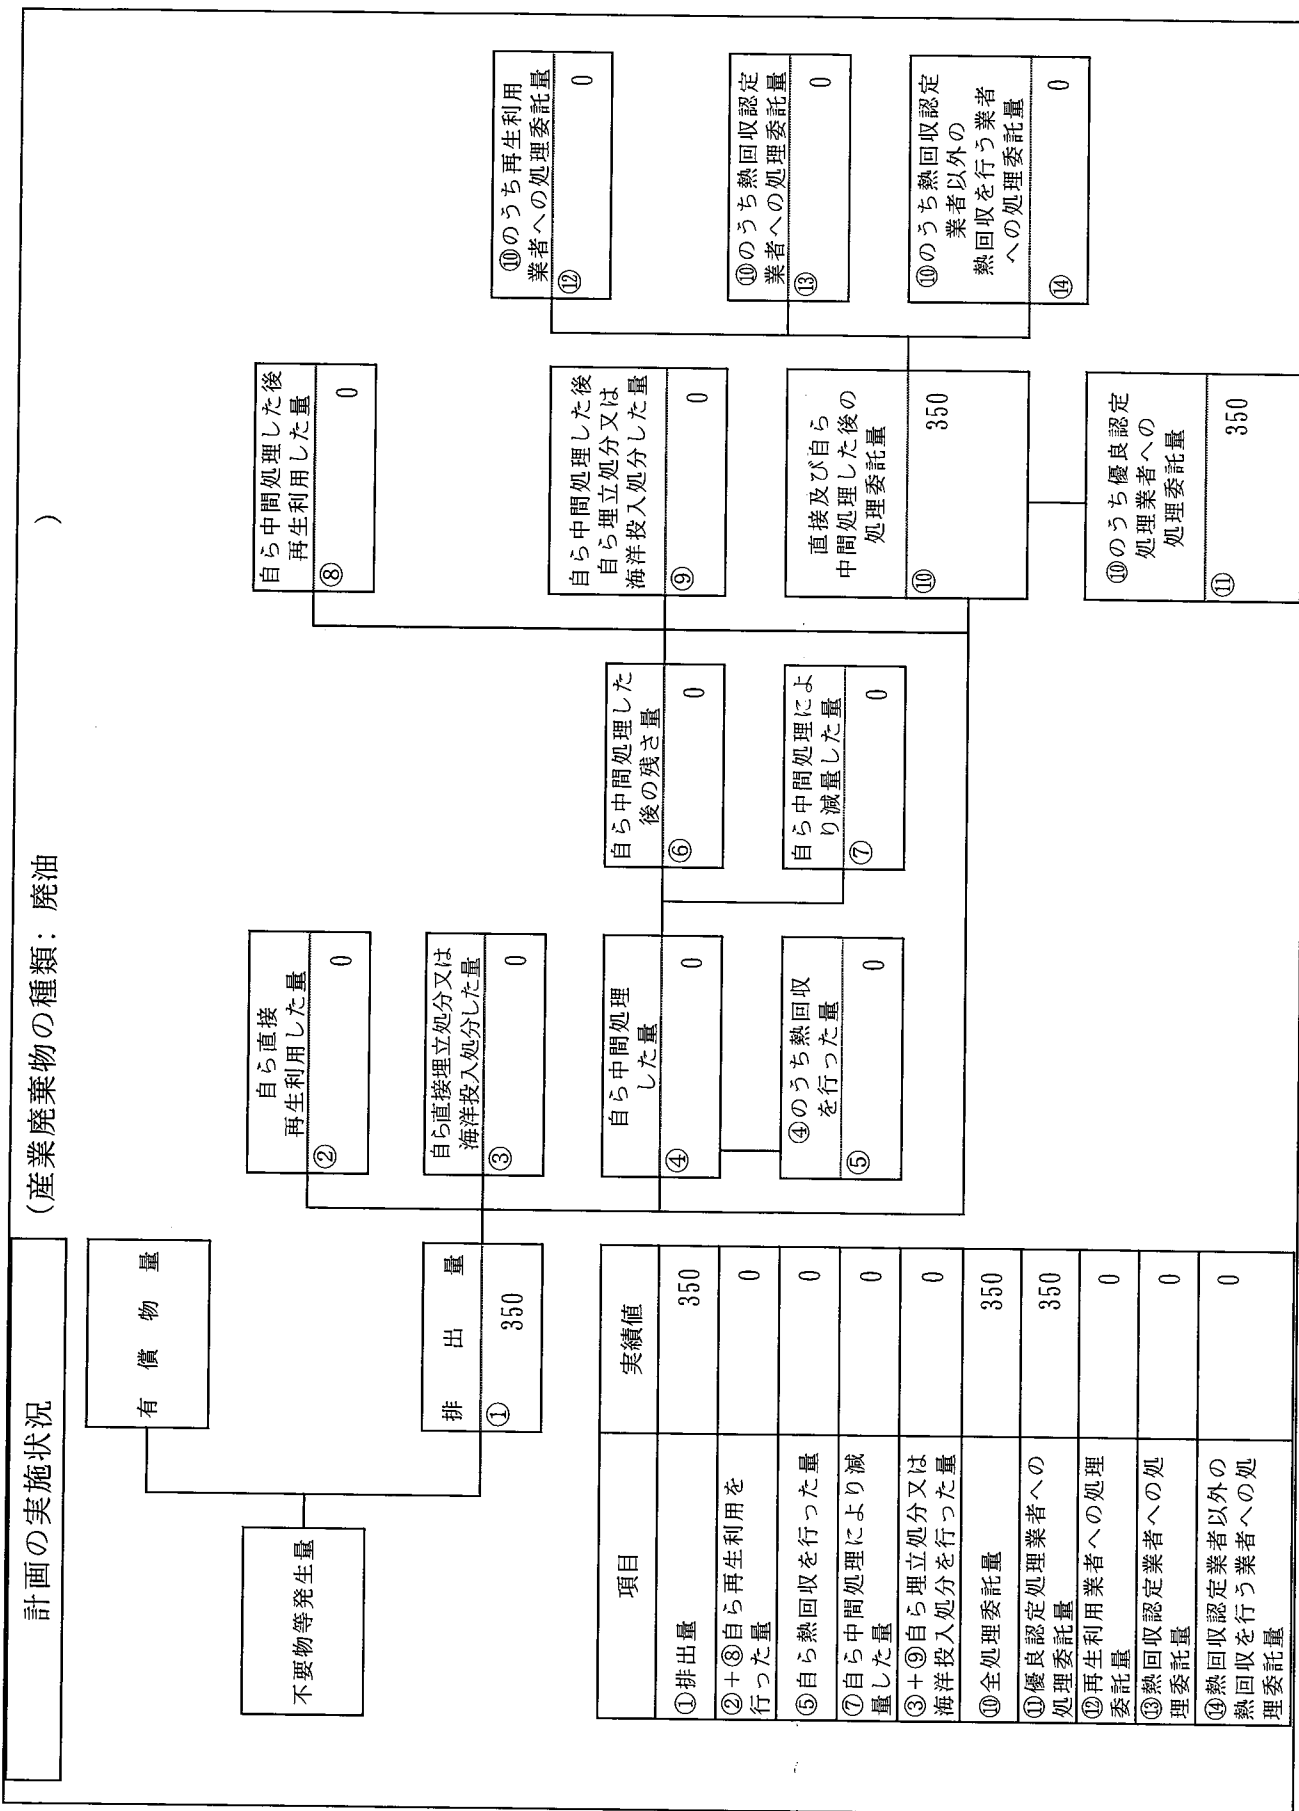 計画の実施状況
(産業廃棄物の種類: 廃油 )
不要物等発生量
有償物量
排出量
① 350
自ら直接
再生利用した量
② 0
自ら直接埋立処分又は
海洋投入処分した量
③ 0
自ら中間処理
した量
④ 0
④のうち熱回収
を行った量
⑤ 0
自ら中間処理した
後の残さ量
⑥ 0
自ら中間処理によ
り減量した量
⑦ 0
自ら中間処理した後
再生利用した量
⑧ 0
自ら中間処理した後
自ら埋立処分又は
海洋投入処分した量
⑨ 0
直接及び自ら
中間処理した後の
処理委託量
⑩ 350
⑩のうち優良認定
処理業者への
処理委託量
⑪ 350
⑩のうち再生利用
業者への処理委託量
⑫ 0
⑩のうち熱回収認定
業者への処理委託量
⑬ 0
⑩のうち熱回収認定
業者以外の
熱回収を行う業者
への処理委託量
⑭ 0
項目 実績値
①排出量 350
②+⑧自ら再生利用を
行った量 0
⑤自ら熱回収を行った量 0
⑦自ら中間処理により減
量した量 0
③+⑨自ら埋立処分又は
海洋投入処分を行った量 0
⑩全処理委託量 350
⑪優良認定処理業者への
処理委託量 350
⑫再生利用業者への処理
委託量 0
⑬熱回収認定業者への処
理委託量 0
⑭熱回収認定業者以外の
熱回収を行う業者への処
理委託量 0